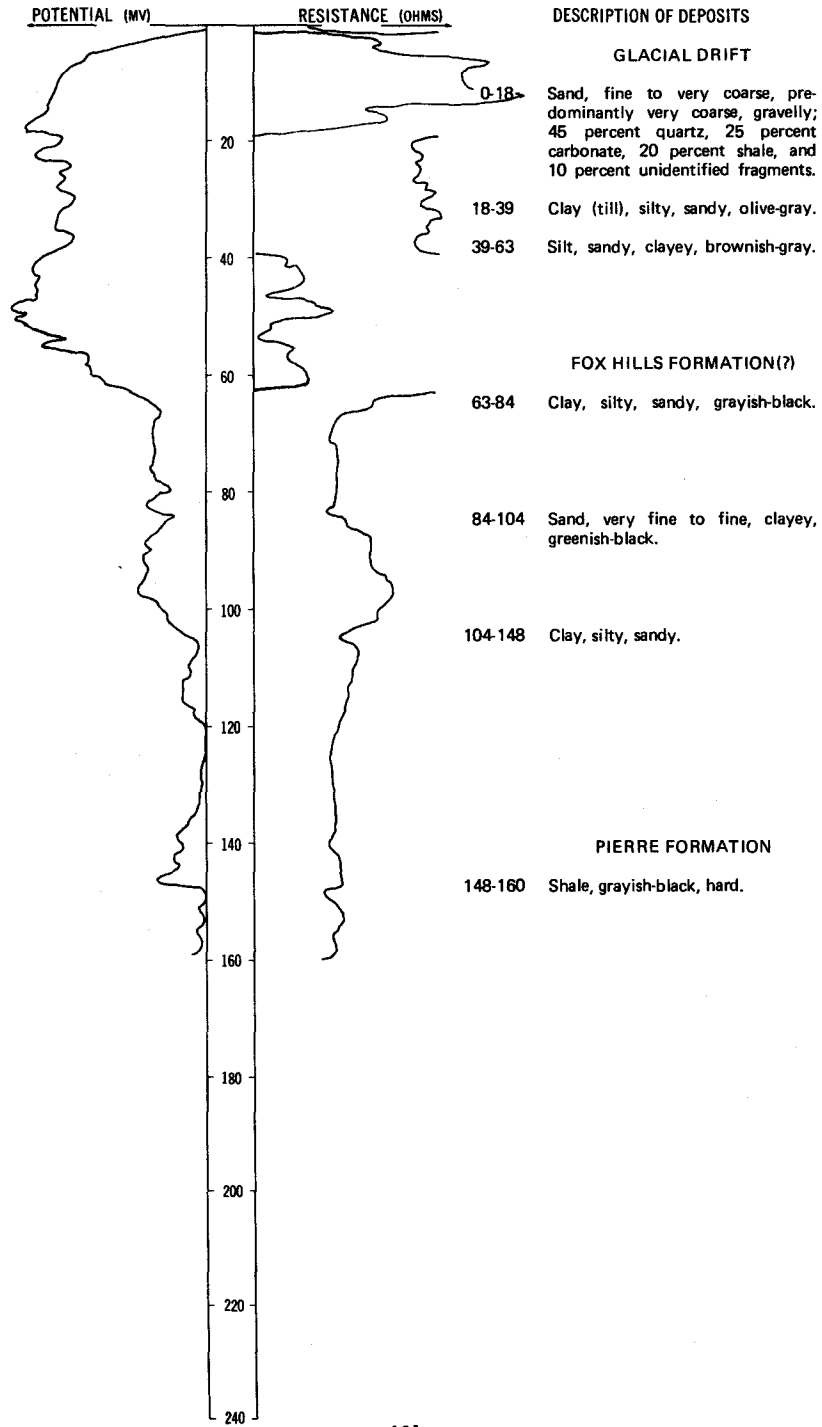 POTENTIAL (MV) RESISTANCE (OHMS) DESCRIPTION OF DEPOSITS
GLACIAL DRIFT
0-18 Sand, fine to very coarse, pre-
dominantly very coarse, gravelly;
45 percent quartz, 25 percent
carbonate, 20 percent shale, and
10 percent unidentified fragments.
20
18-39 Clay (till), silty, sandy, olive-gray.
39-63 Silt, sandy, clayey, brownish-gray.
40
FOX HILLS FORMATION(?)
60
63-84 Clay, silty, sandy, grayish-black.
80
84-104 Sand, very fine to fine, clayey,
greenish-black.
100
104-148 Clay, silty, sandy.
120
140
PIERRE FORMATION
148-160 Shale, grayish-black, hard.
160
180
200
220
240